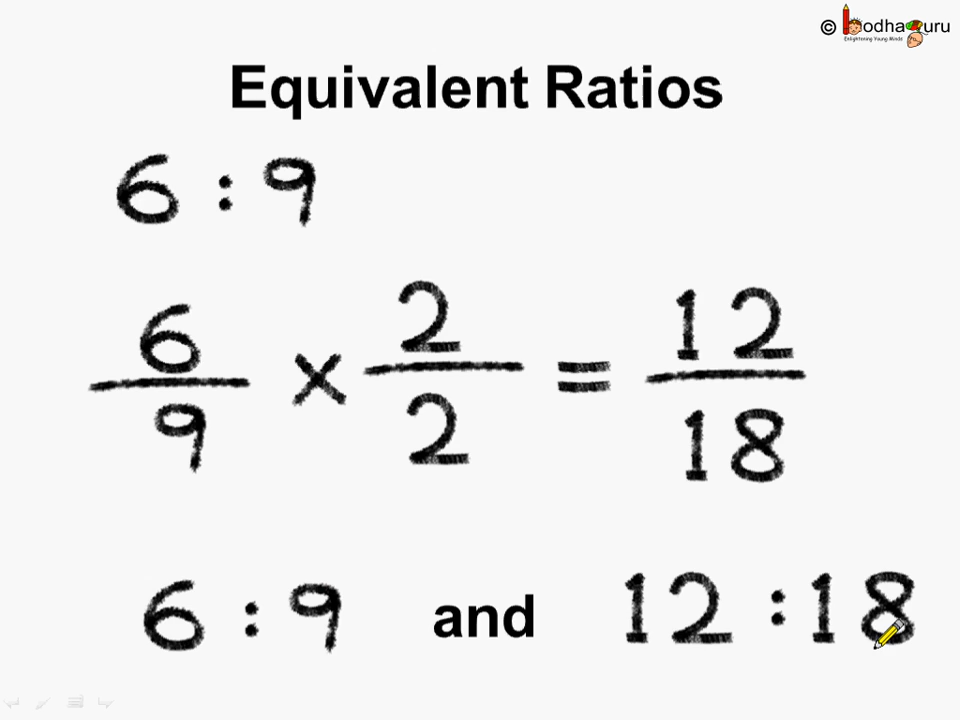 © bodhaguru
Enlightening Young Minds
Equivalent Ratios
6 : 9
6/9 × 2/2 = 12/18
6 : 9 and 12 : 18